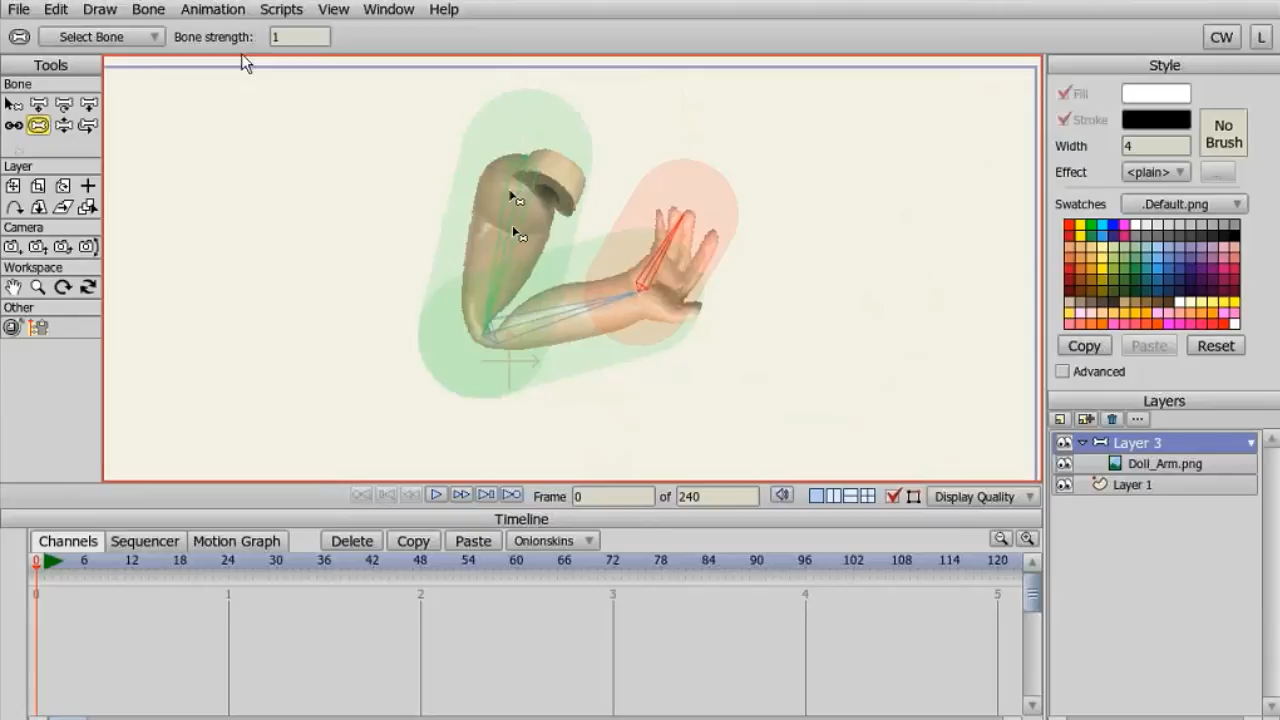 File Edit Draw Bone Animation Scripts View Window Help
Select Bone Bone strength: 1 CW L
Tools
Bone
Layer
Camera
Workspace
Other
Style
Fill
Stroke
No Brush
Width 4
Effect <plain> ...
Swatches .Default.png
Copy Paste Reset
Advanced
Layers
...
Layer 3
Doll_Arm.png
Layer 1
Frame 0 of 240 Display Quality
Timeline
Channels Sequencer Motion Graph Delete Copy Paste Onionskins
0 6 12 18 24 30 36 42 48 54 60 66 72 78 84 90 96 102 108 114 120
0 1 2 3 4 5